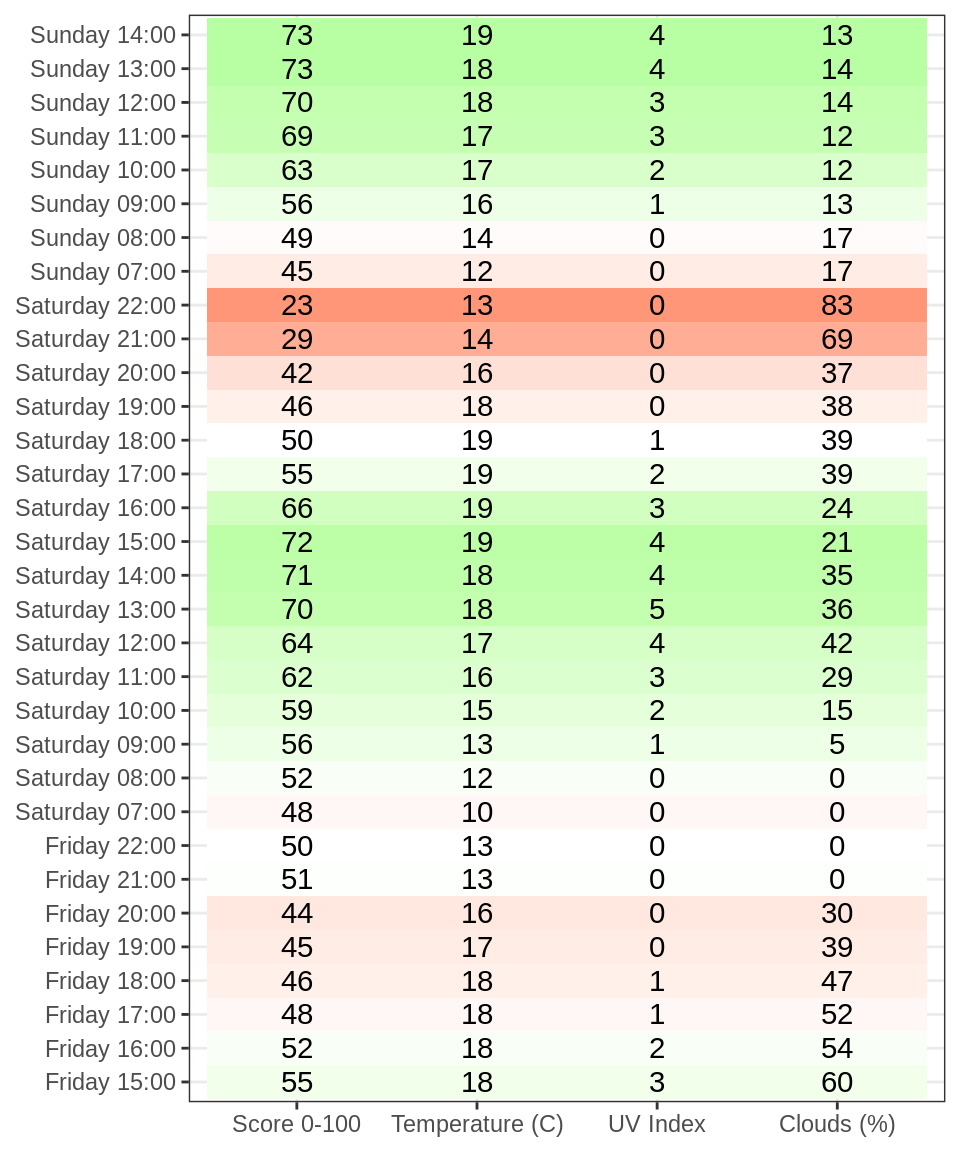 Sunday 14:00 73 19 4 13
Sunday 13:00 73 18 4 14
Sunday 12:00 70 18 3 14
Sunday 11:00 69 17 3 12
Sunday 10:00 63 17 2 12
Sunday 09:00 56 16 1 13
Sunday 08:00 49 14 0 17
Sunday 07:00 45 12 0 17
Saturday 22:00 23 13 0 83
Saturday 21:00 29 14 0 69
Saturday 20:00 42 16 0 37
Saturday 19:00 46 18 0 38
Saturday 18:00 50 19 1 39
Saturday 17:00 55 19 2 39
Saturday 16:00 66 19 3 24
Saturday 15:00 72 19 4 21
Saturday 14:00 71 18 4 35
Saturday 13:00 70 18 5 36
Saturday 12:00 64 17 4 42
Saturday 11:00 62 16 3 29
Saturday 10:00 59 15 2 15
Saturday 09:00 56 13 1 5
Saturday 08:00 52 12 0 0
Saturday 07:00 48 10 0 0
Friday 22:00 50 13 0 0
Friday 21:00 51 13 0 0
Friday 20:00 44 16 0 30
Friday 19:00 45 17 0 39
Friday 18:00 46 18 1 47
Friday 17:00 48 18 1 52
Friday 16:00 52 18 2 54
Friday 15:00 55 18 3 60
Score 0-100 Temperature (C) UV Index Clouds (%)